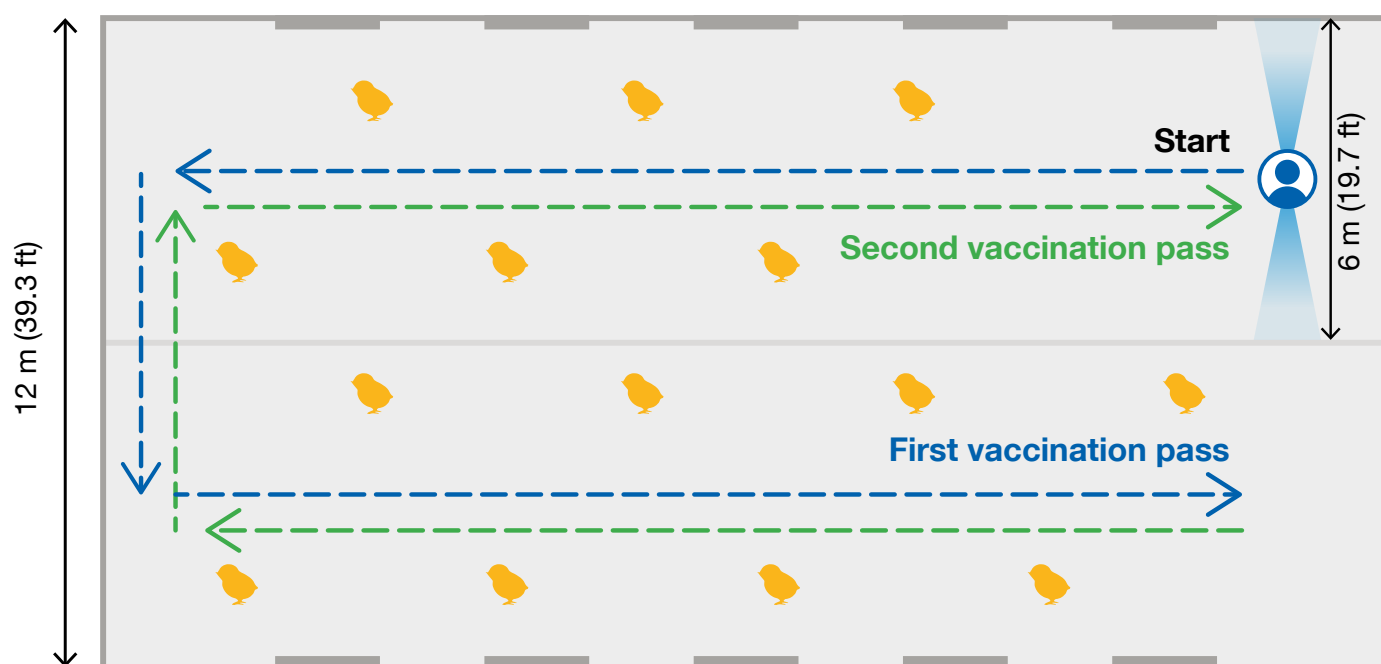 Start
Second vaccination pass
6 m (19.7 ft)
12 m (39.3 ft)
First vaccination pass